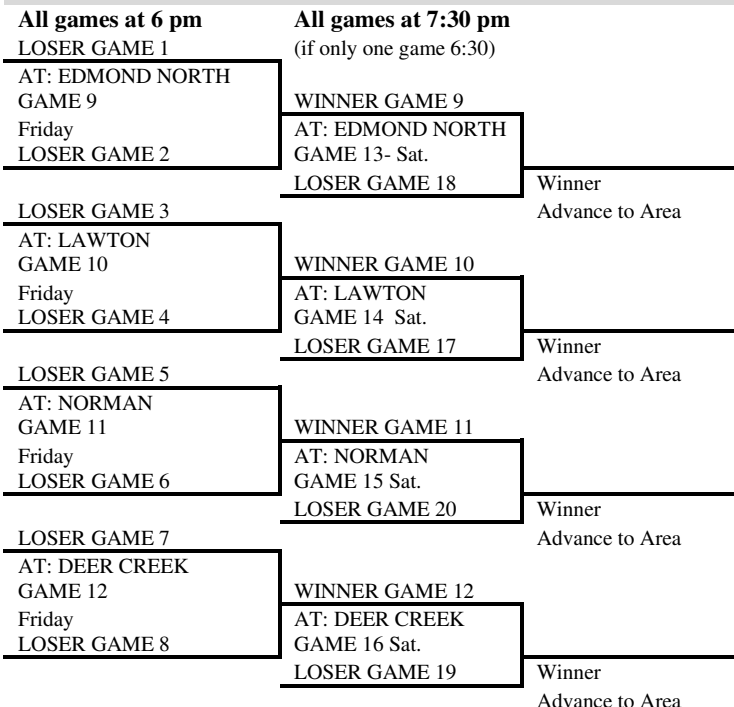 All games at 6 pm All games at 7:30 pm
LOSER GAME 1 (if only one game 6:30)
AT: EDMOND NORTH
GAME 9 WINNER GAME 9
Friday AT: EDMOND NORTH
LOSER GAME 2 GAME 13- Sat.
LOSER GAME 18 Winner
LOSER GAME 3 Advance to Area
AT: LAWTON
GAME 10 WINNER GAME 10
Friday AT: LAWTON
LOSER GAME 4 GAME 14 Sat.
LOSER GAME 17 Winner
LOSER GAME 5 Advance to Area
AT: NORMAN
GAME 11 WINNER GAME 11
Friday AT: NORMAN
LOSER GAME 6 GAME 15 Sat.
LOSER GAME 20 Winner
LOSER GAME 7 Advance to Area
AT: DEER CREEK
GAME 12 WINNER GAME 12
Friday AT: DEER CREEK
LOSER GAME 8 GAME 16 Sat.
LOSER GAME 19 Winner
Advance to Area